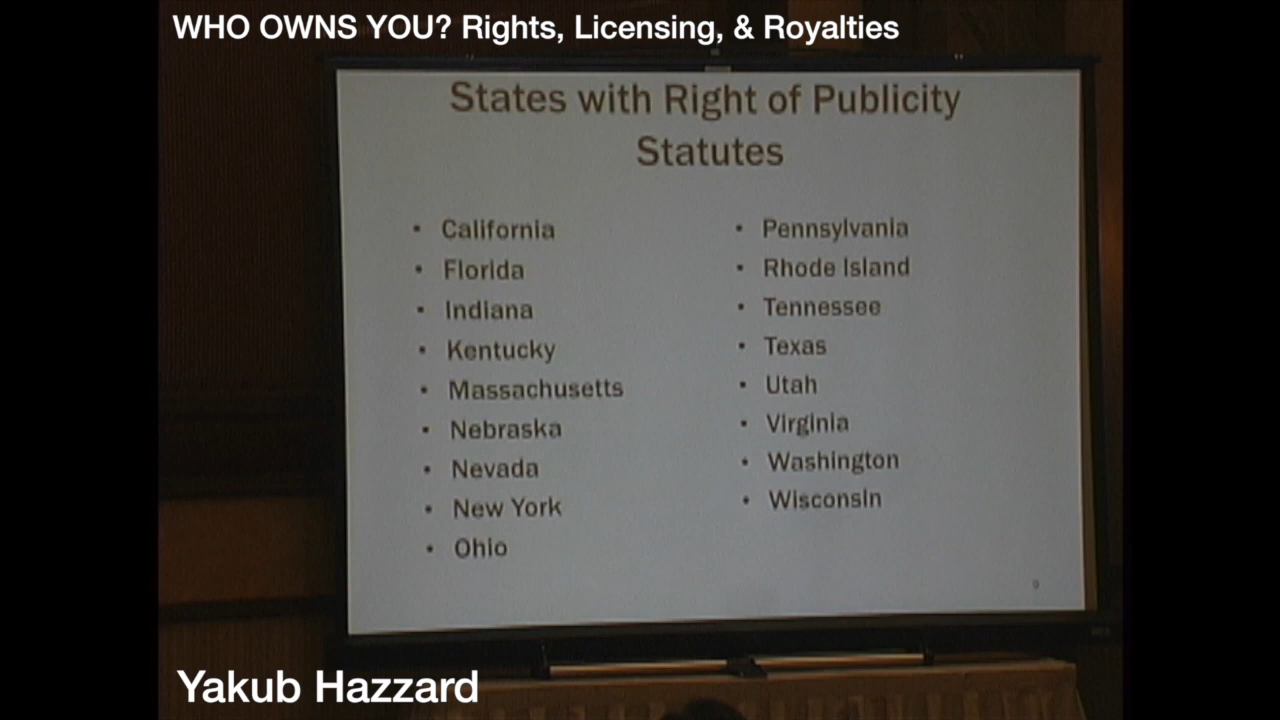 WHO OWNS YOU? Rights, Licensing, & Royalties
States with Right of Publicity
Statutes
• California
• Florida
• Indiana
• Kentucky
• Massachusetts
• Nebraska
• Nevada
• New York
• Ohio
• Pennsylvania
• Rhode Island
• Tennessee
• Texas
• Utah
• Virginia
• Washington
• Wisconsin
9
Yakub Hazzard